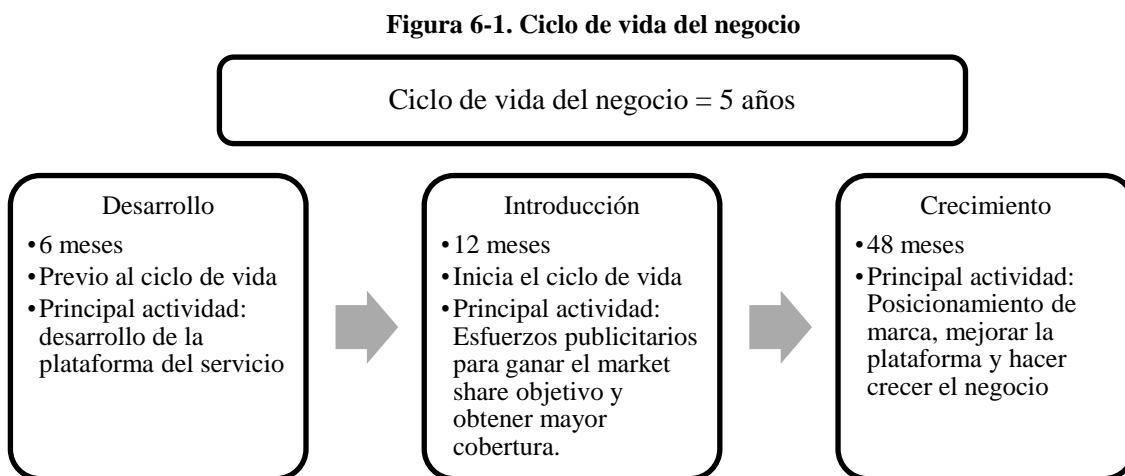 Figura 6-1. Ciclo de vida del negocio
Ciclo de vida del negocio = 5 años
Desarrollo
•6 meses
•Previo al ciclo de vida
•Principal actividad:
desarrollo de la
plataforma del servicio
Introducción
•12 meses
•Inicia el ciclo de vida
•Principal actividad:
Esfuerzos publicitarios
para ganar el market
share objetivo y
obtener mayor
cobertura.
Crecimiento
•48 meses
•Principal actividad:
Posicionamiento de
marca, mejorar la
plataforma y hacer
crecer el negocio